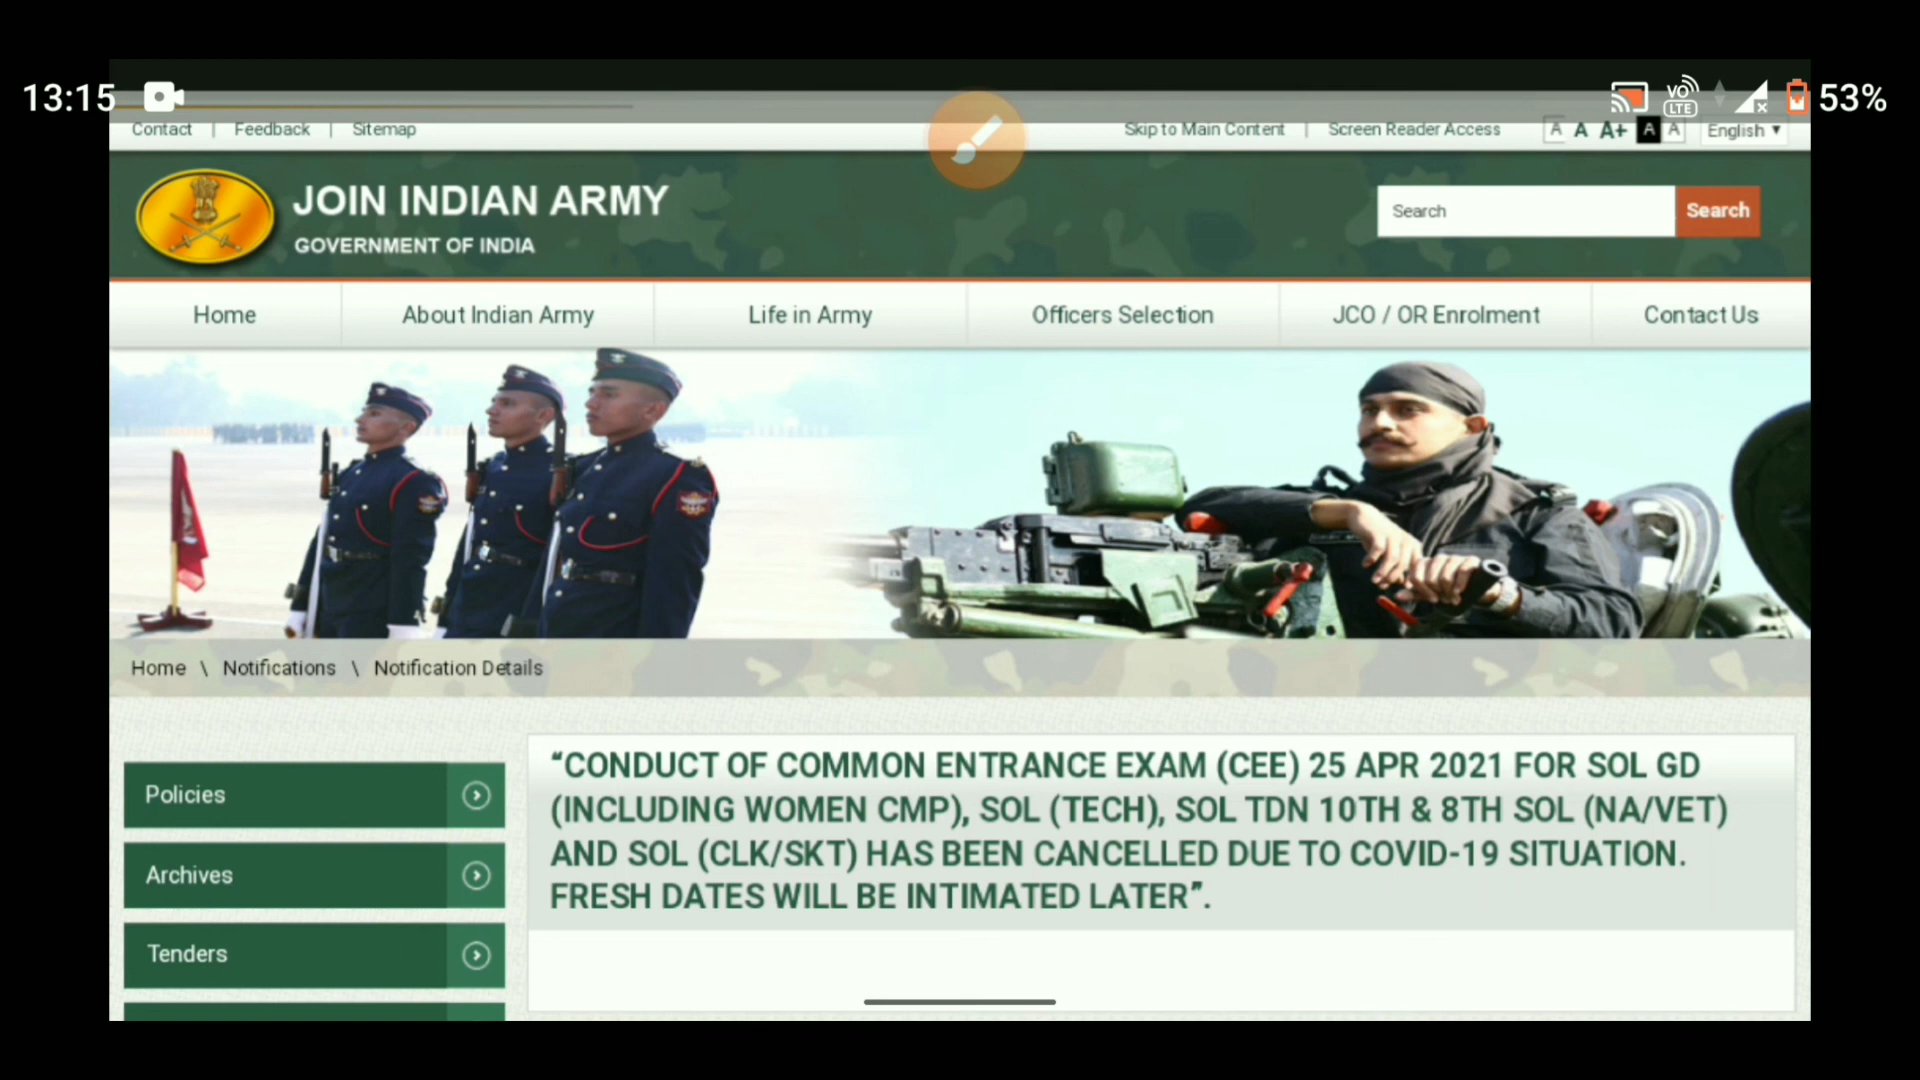 13:15
VO LTE
53%
Contact | Feedback | Sitemap
Skip to Main Content | Screen Reader Access
A A A+ A A
English
JOIN INDIAN ARMY
GOVERNMENT OF INDIA
Search
Search
Home
About Indian Army
Life in Army
Officers Selection
JCO / OR Enrolment
Contact Us
Home \ Notifications \ Notification Details
Policies
Archives
Tenders
“CONDUCT OF COMMON ENTRANCE EXAM (CEE) 25 APR 2021 FOR SOL GD
(INCLUDING WOMEN CMP), SOL (TECH), SOL TDN 10TH & 8TH SOL (NA/VET)
AND SOL (CLK/SKT) HAS BEEN CANCELLED DUE TO COVID-19 SITUATION.
FRESH DATES WILL BE INTIMATED LATER”.